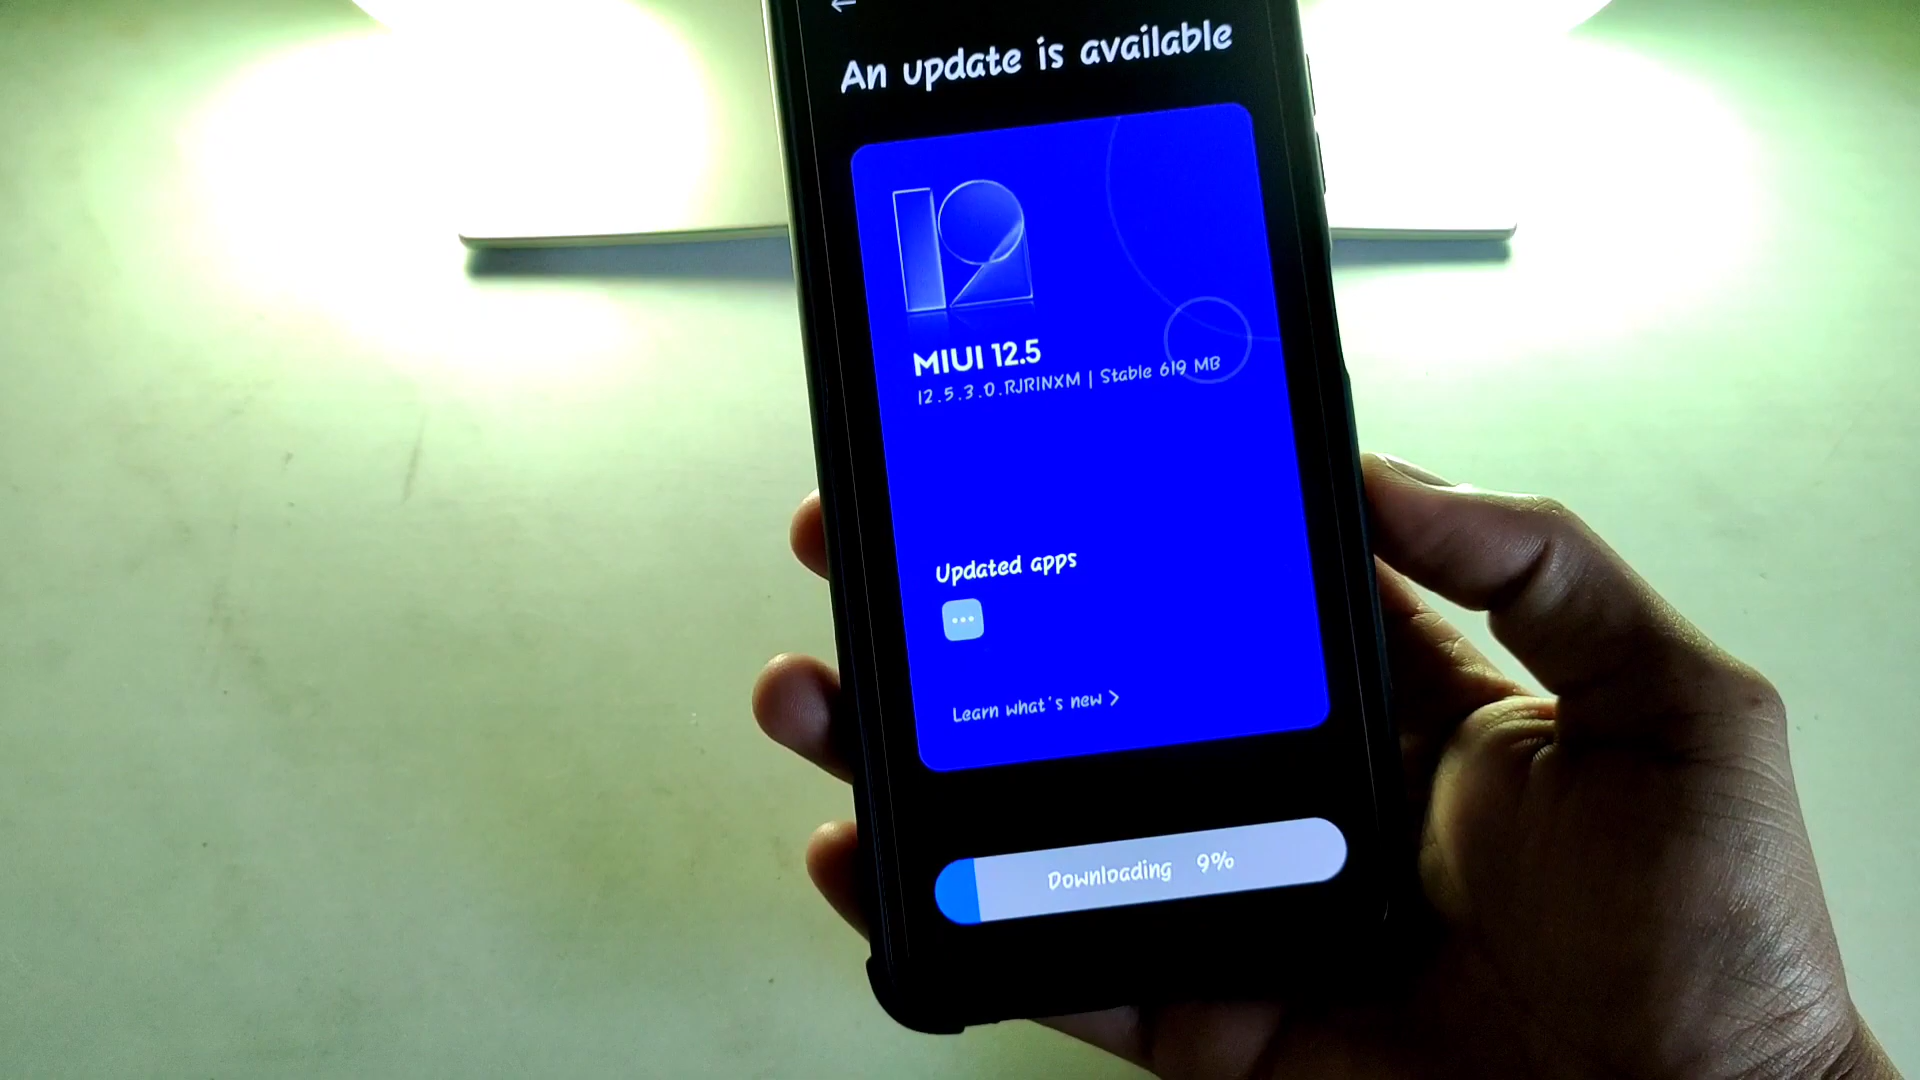 An update is available
12
MIUI 12.5
12.5.3.0.RJRINXM | Stable 619 MB
Updated apps
Learn what's new >
Downloading 9%